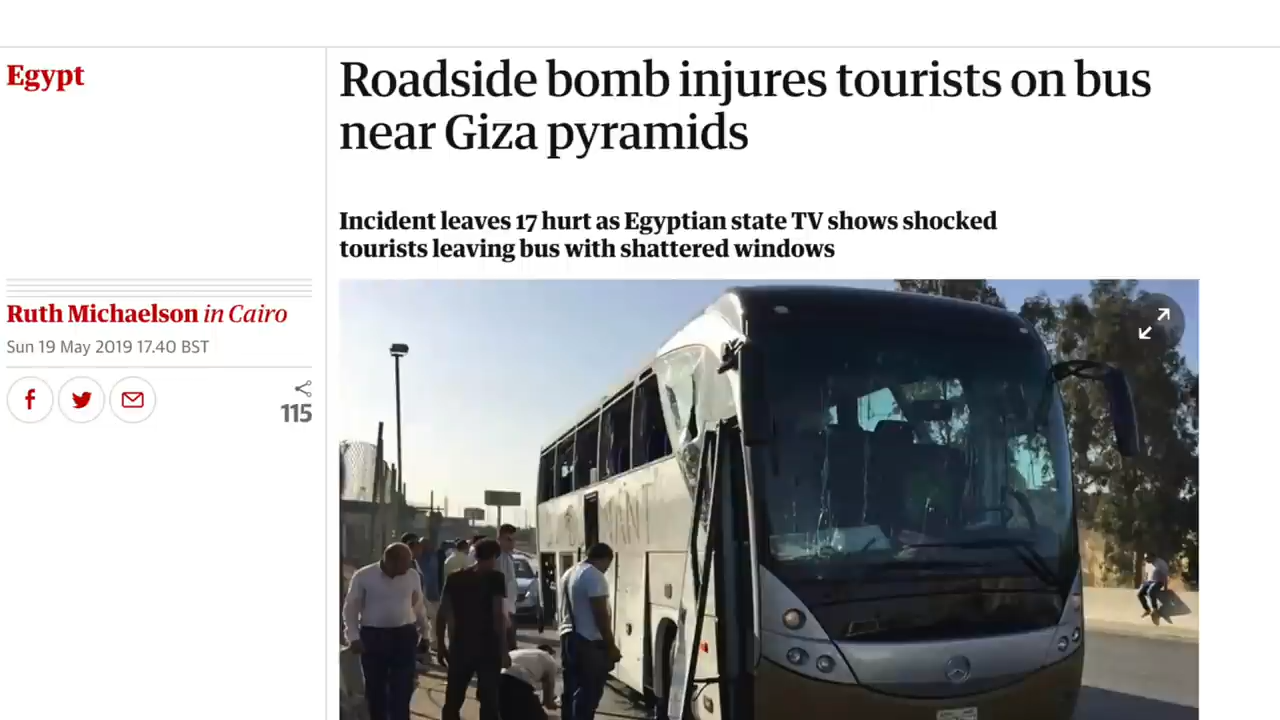 Egypt
Roadside bomb injures tourists on bus
near Giza pyramids
Incident leaves 17 hurt as Egyptian state TV shows shocked
tourists leaving bus with shattered windows
Ruth Michaelson in Cairo
Sun 19 May 2019 17.40 BST
115